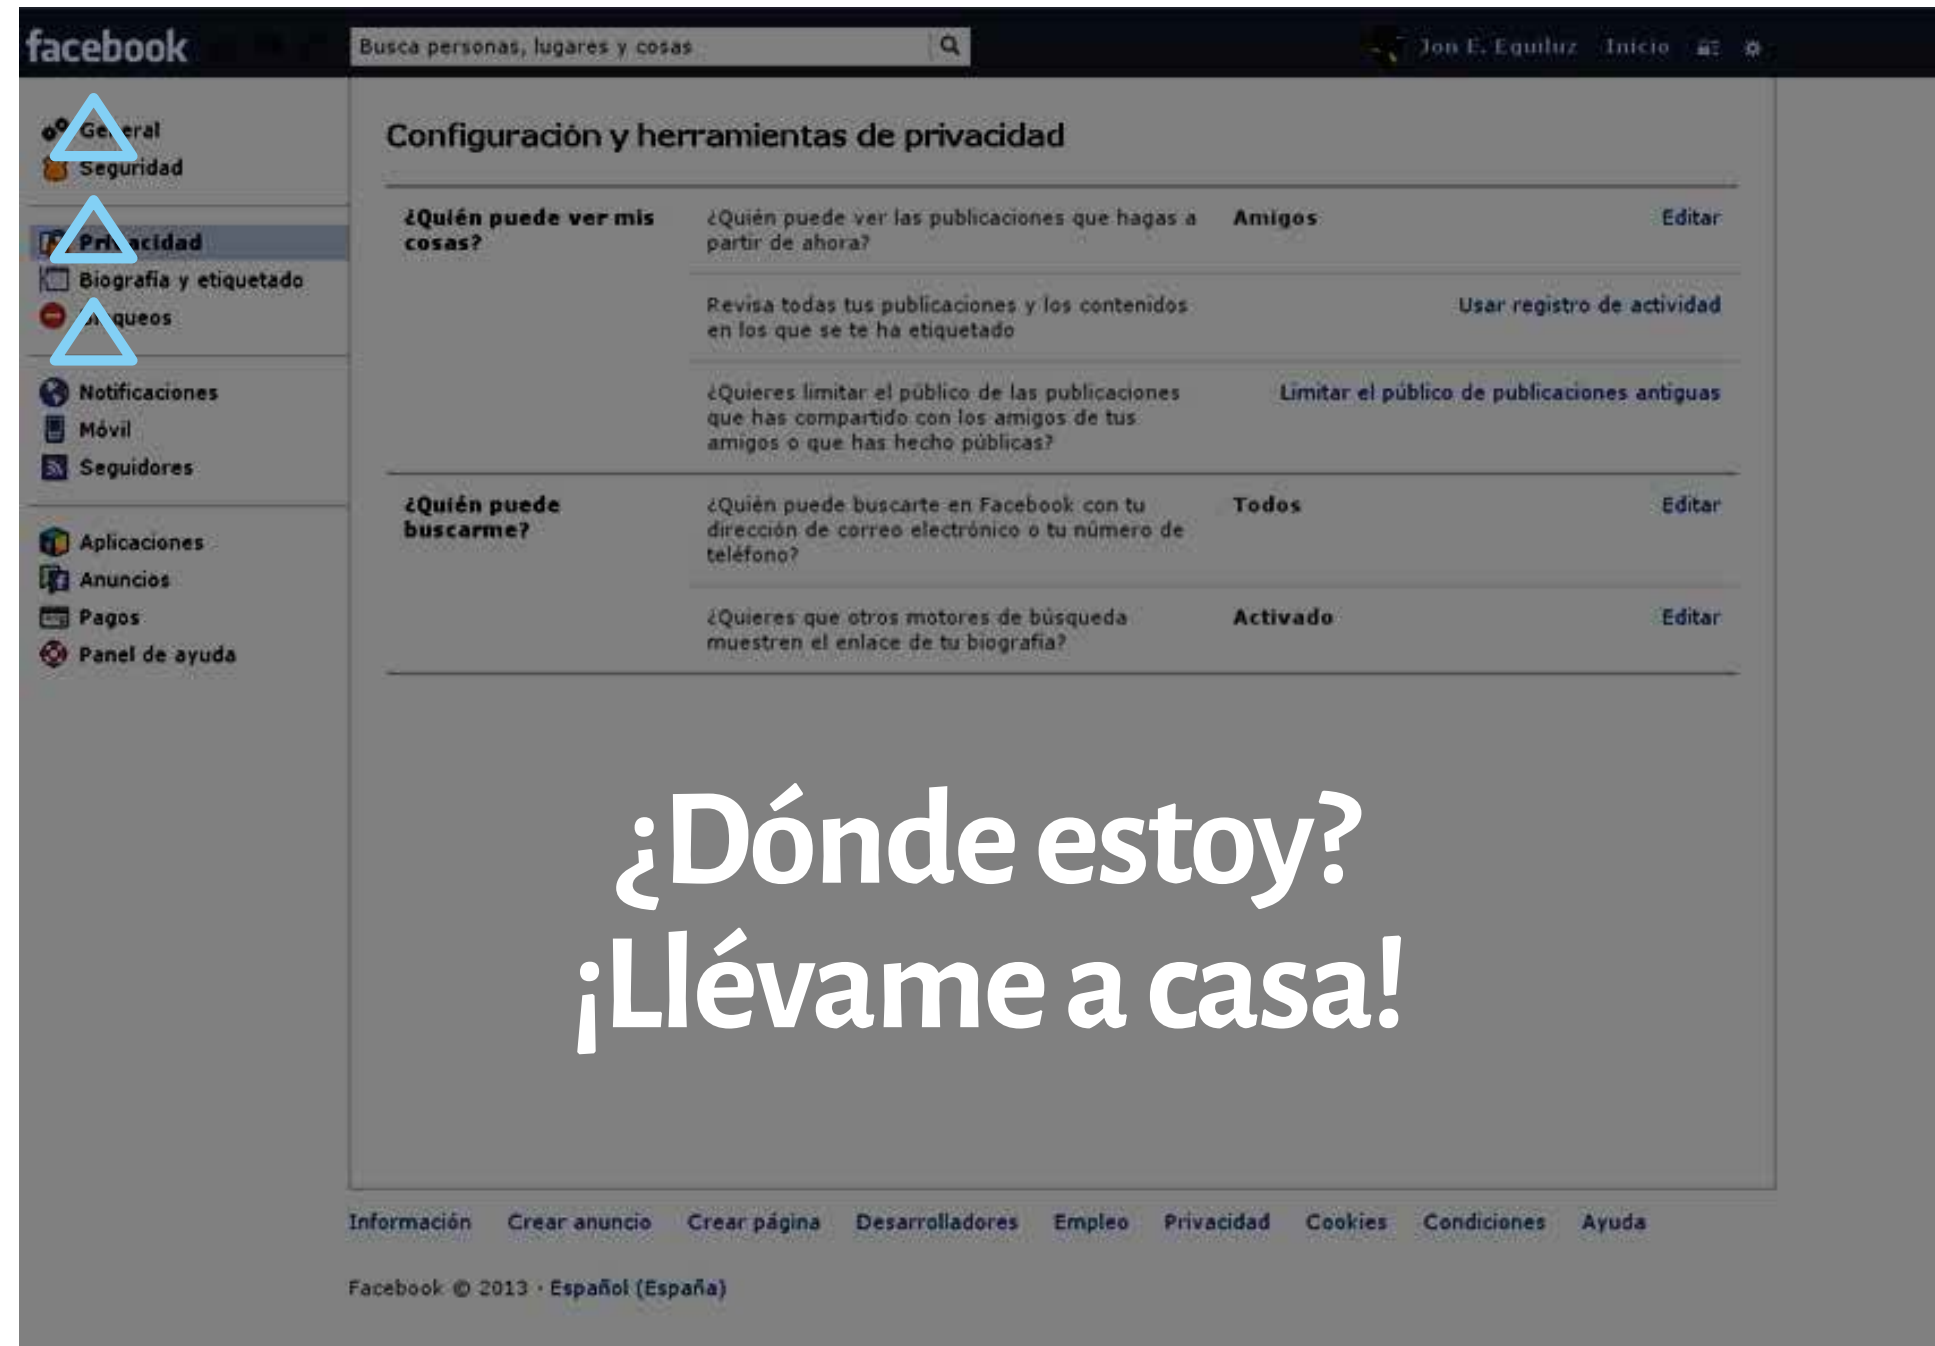 facebook
Busca personas, lugares y cosas
Jon E. Equiluz Inicio
General
Seguridad
Privacidad
Biografía y etiquetado
Bloqueos
Notificaciones
Móvil
Seguidores
Aplicaciones
Anuncios
Pagos
Panel de ayuda
Configuración y herramientas de privacidad
¿Quién puede ver mis
cosas?
¿Quién puede ver las publicaciones que hagas a
partir de ahora?
Amigos
Editar
Revisa todas tus publicaciones y los contenidos
en los que se te ha etiquetado
Usar registro de actividad
¿Quieres limitar el público de las publicaciones
que has compartido con los amigos de tus
amigos o que has hecho públicas?
Limitar el público de publicaciones antiguas
¿Quién puede
buscarme?
¿Quién puede buscarte en Facebook con tu
dirección de correo electrónico o tu número de
teléfono?
Todos
Editar
¿Quieres que otros motores de búsqueda
muestren el enlace de tu biografía?
Activado
Editar
¿Dónde estoy?
¡Llévame a casa!
Información Crear anuncio Crear página Desarrolladores Empleo Privacidad Cookies Condiciones Ayuda
Facebook © 2013 · Español (España)